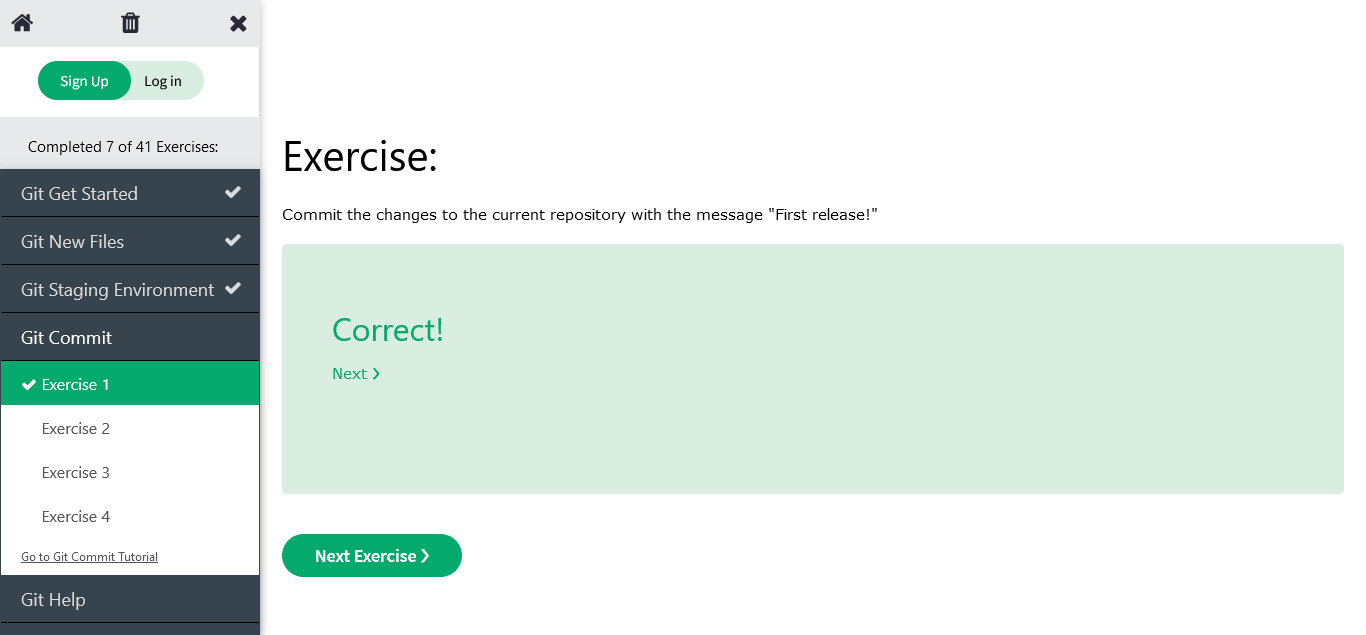 Sign Up
Log in
Completed 7 of 41 Exercises:
Git Get Started
Git New Files
Git Staging Environment
Git Commit
Exercise 1
Exercise 2
Exercise 3
Exercise 4
Go to Git Commit Tutorial
Git Help
Exercise:
Commit the changes to the current repository with the message "First release!"
Correct!
Next ❯
Next Exercise ❯